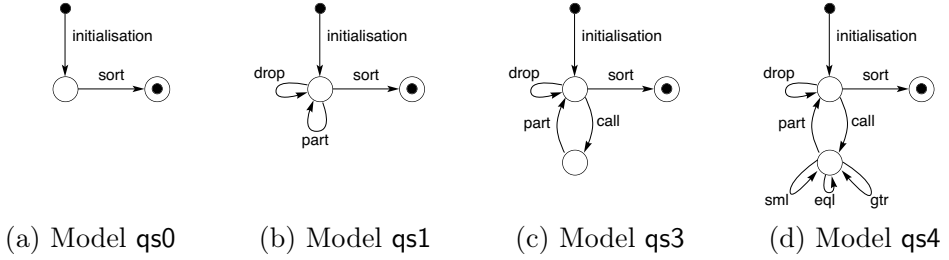 initialisation
sort
(a) Model qs0
initialisation
drop
sort
part
(b) Model qs1
initialisation
drop
sort
part
call
(c) Model qs3
initialisation
drop
sort
part
call
sml
eql
gtr
(d) Model qs4